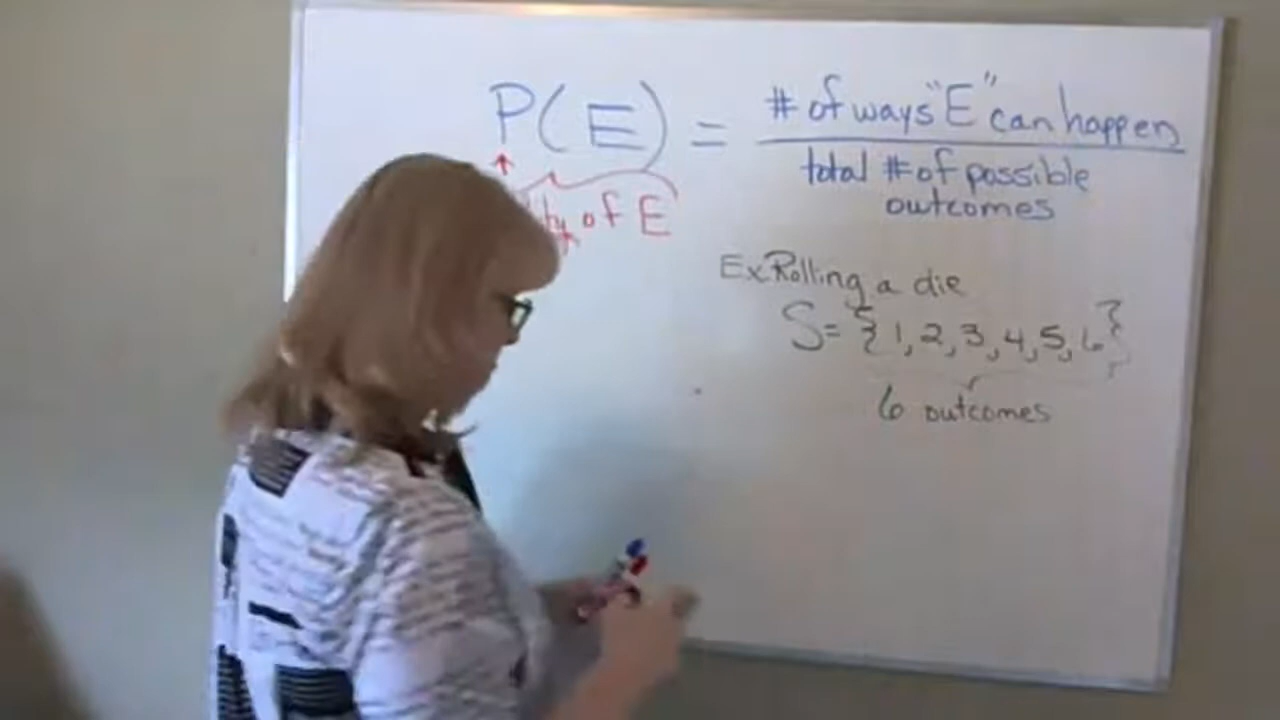 P(E) = # of ways "E" can happen
total # of possible
outcomes
of E
Ex Rolling a die
S = {1, 2, 3, 4, 5, 6}
6 outcomes